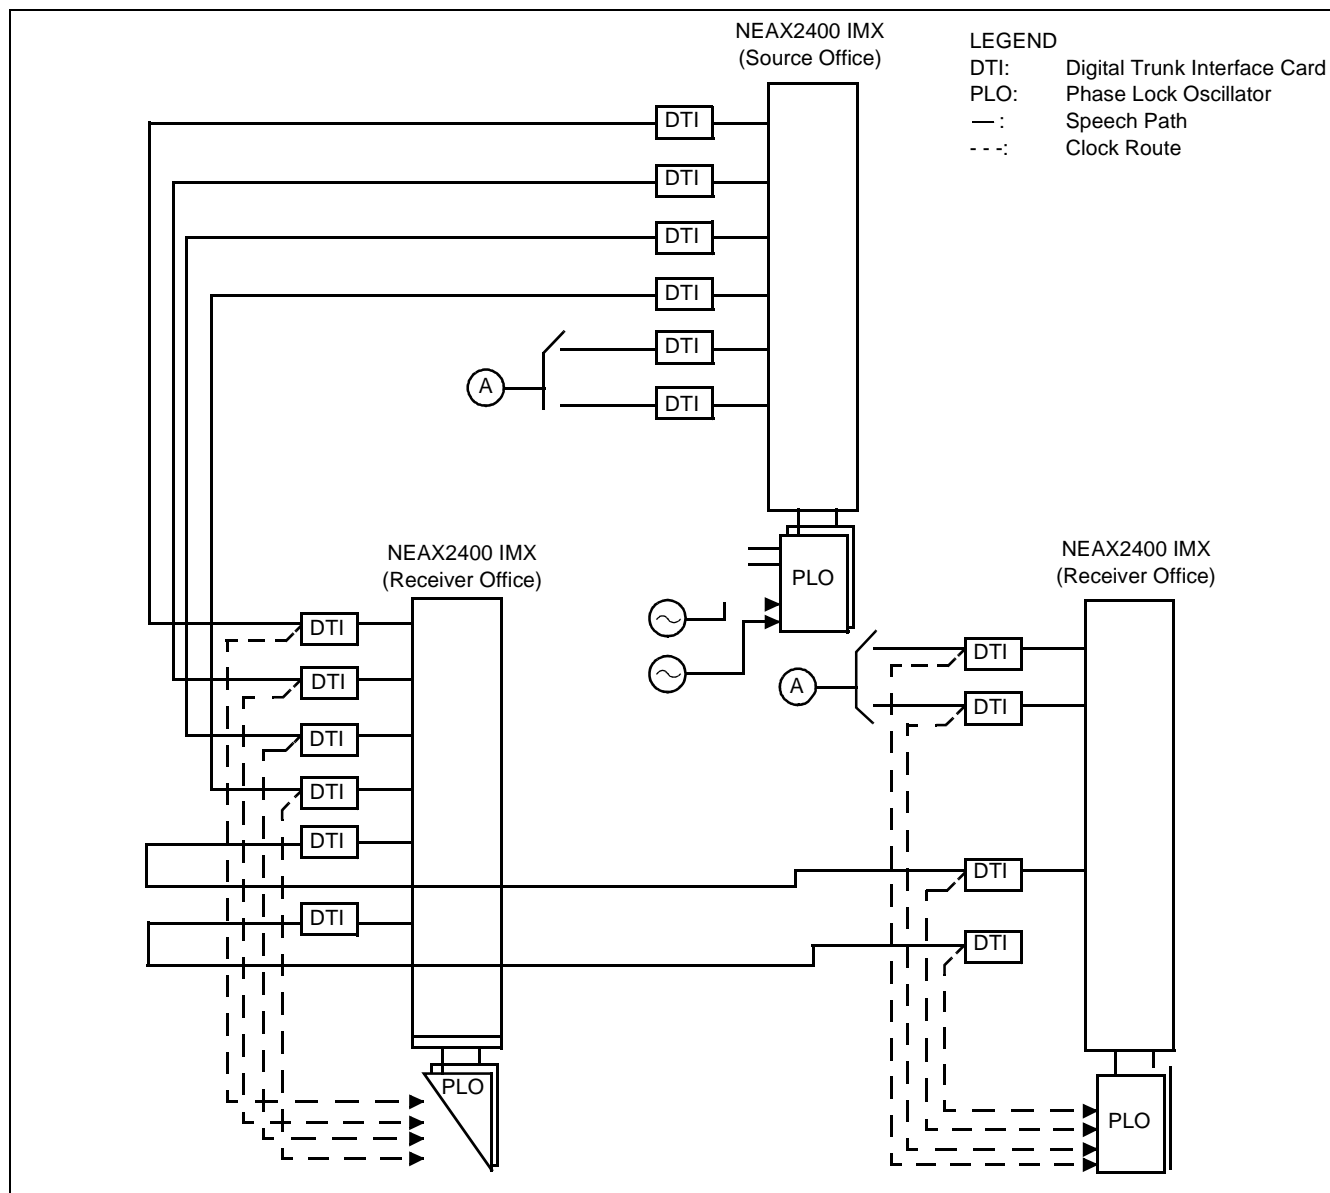 NEAX2400 IMX
(Source Office)
LEGEND
DTI: Digital Trunk Interface Card
PLO: Phase Lock Oscillator
— : Speech Path
- - -: Clock Route
DTI
DTI
DTI
DTI
DTI
A
DTI
PLO
NEAX2400 IMX
(Receiver Office)
DTI
DTI
DTI
DTI
DTI
DTI
PLO
NEAX2400 IMX
(Receiver Office)
A
DTI
DTI
DTI
DTI
PLO